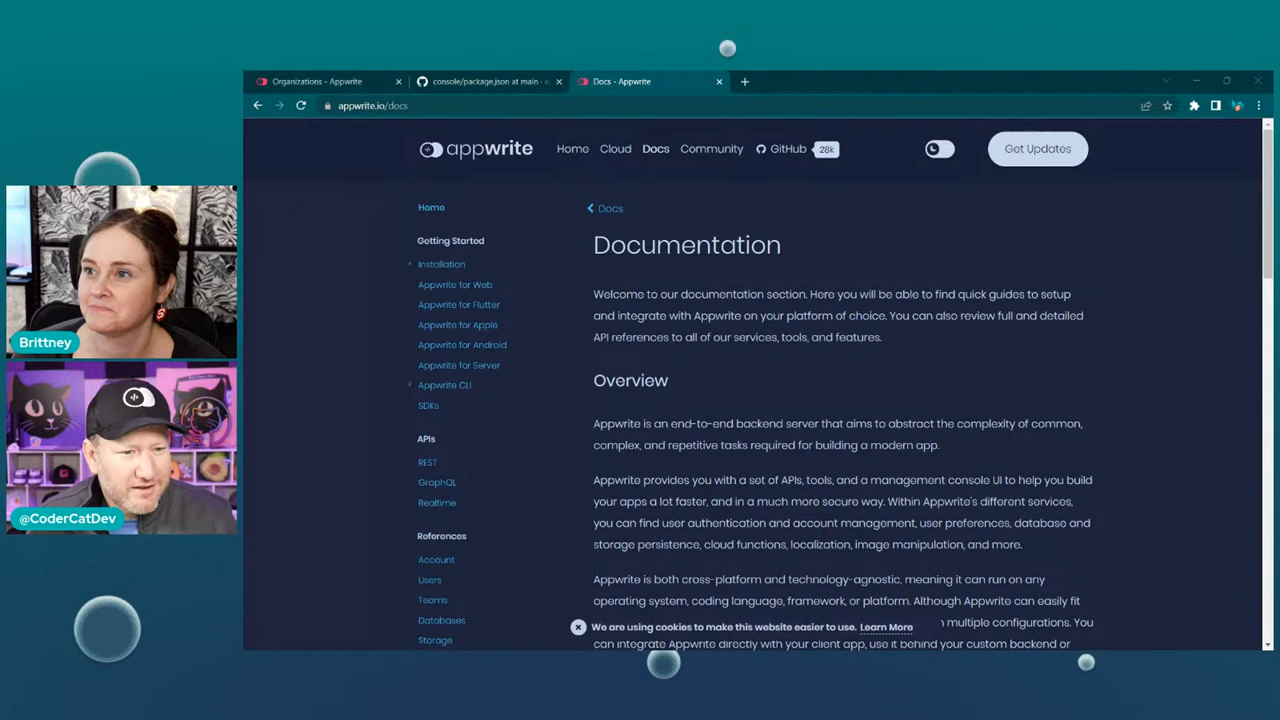 Organizations - Appwrite
console/package.json at main · a
Docs - Appwrite
appwrite.io/docs
appwrite
Home
Cloud
Docs
Community
GitHub
28k
Get Updates
Home
Getting Started
Installation
Appwrite for Web
Appwrite for Flutter
Appwrite for Apple
Appwrite for Android
Appwrite for Server
Appwrite CLI
SDKs
APIs
REST
GraphQL
Realtime
References
Account
Users
Teams
Databases
Storage
Docs
Documentation
Welcome to our documentation section. Here you will be able to find quick guides to setup
and integrate with Appwrite on your platform of choice. You can also review full and detailed
API references to all of our services, tools, and features.
Overview
Appwrite is an end-to-end backend server that aims to abstract the complexity of common,
complex, and repetitive tasks required for building a modern app.
Appwrite provides you with a set of APIs, tools, and a management console UI to help you build
your apps a lot faster, and in a much more secure way. Within Appwrite's different services,
you can find user authentication and account management, user preferences, database and
storage persistence, cloud functions, localization, image manipulation, and more.
Appwrite is both cross-platform and technology-agnostic, meaning it can run on any
operating system, coding language, framework, or platform. Although Appwrite can easily fit
multiple configurations. You
can integrate Appwrite directly with your client app, use it behind your custom backend or
We are using cookies to make this website easier to use. Learn More
Brittney
@CoderCatDev